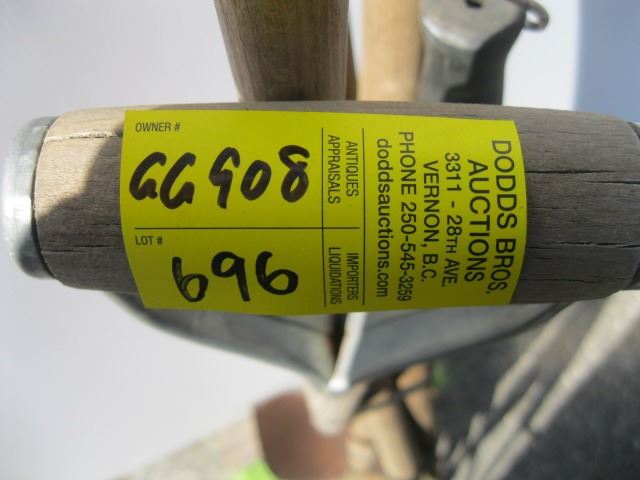 OWNER #
GG908
LOT #
696
ANTIQUES
APPRAISALS
IMPORTERS
LIQUIDATIONS
DODDS BROS.
AUCTIONS
3311 - 28TH AVE.
VERNON, B.C.
PHONE 250-545-3259
doddsauctions.com